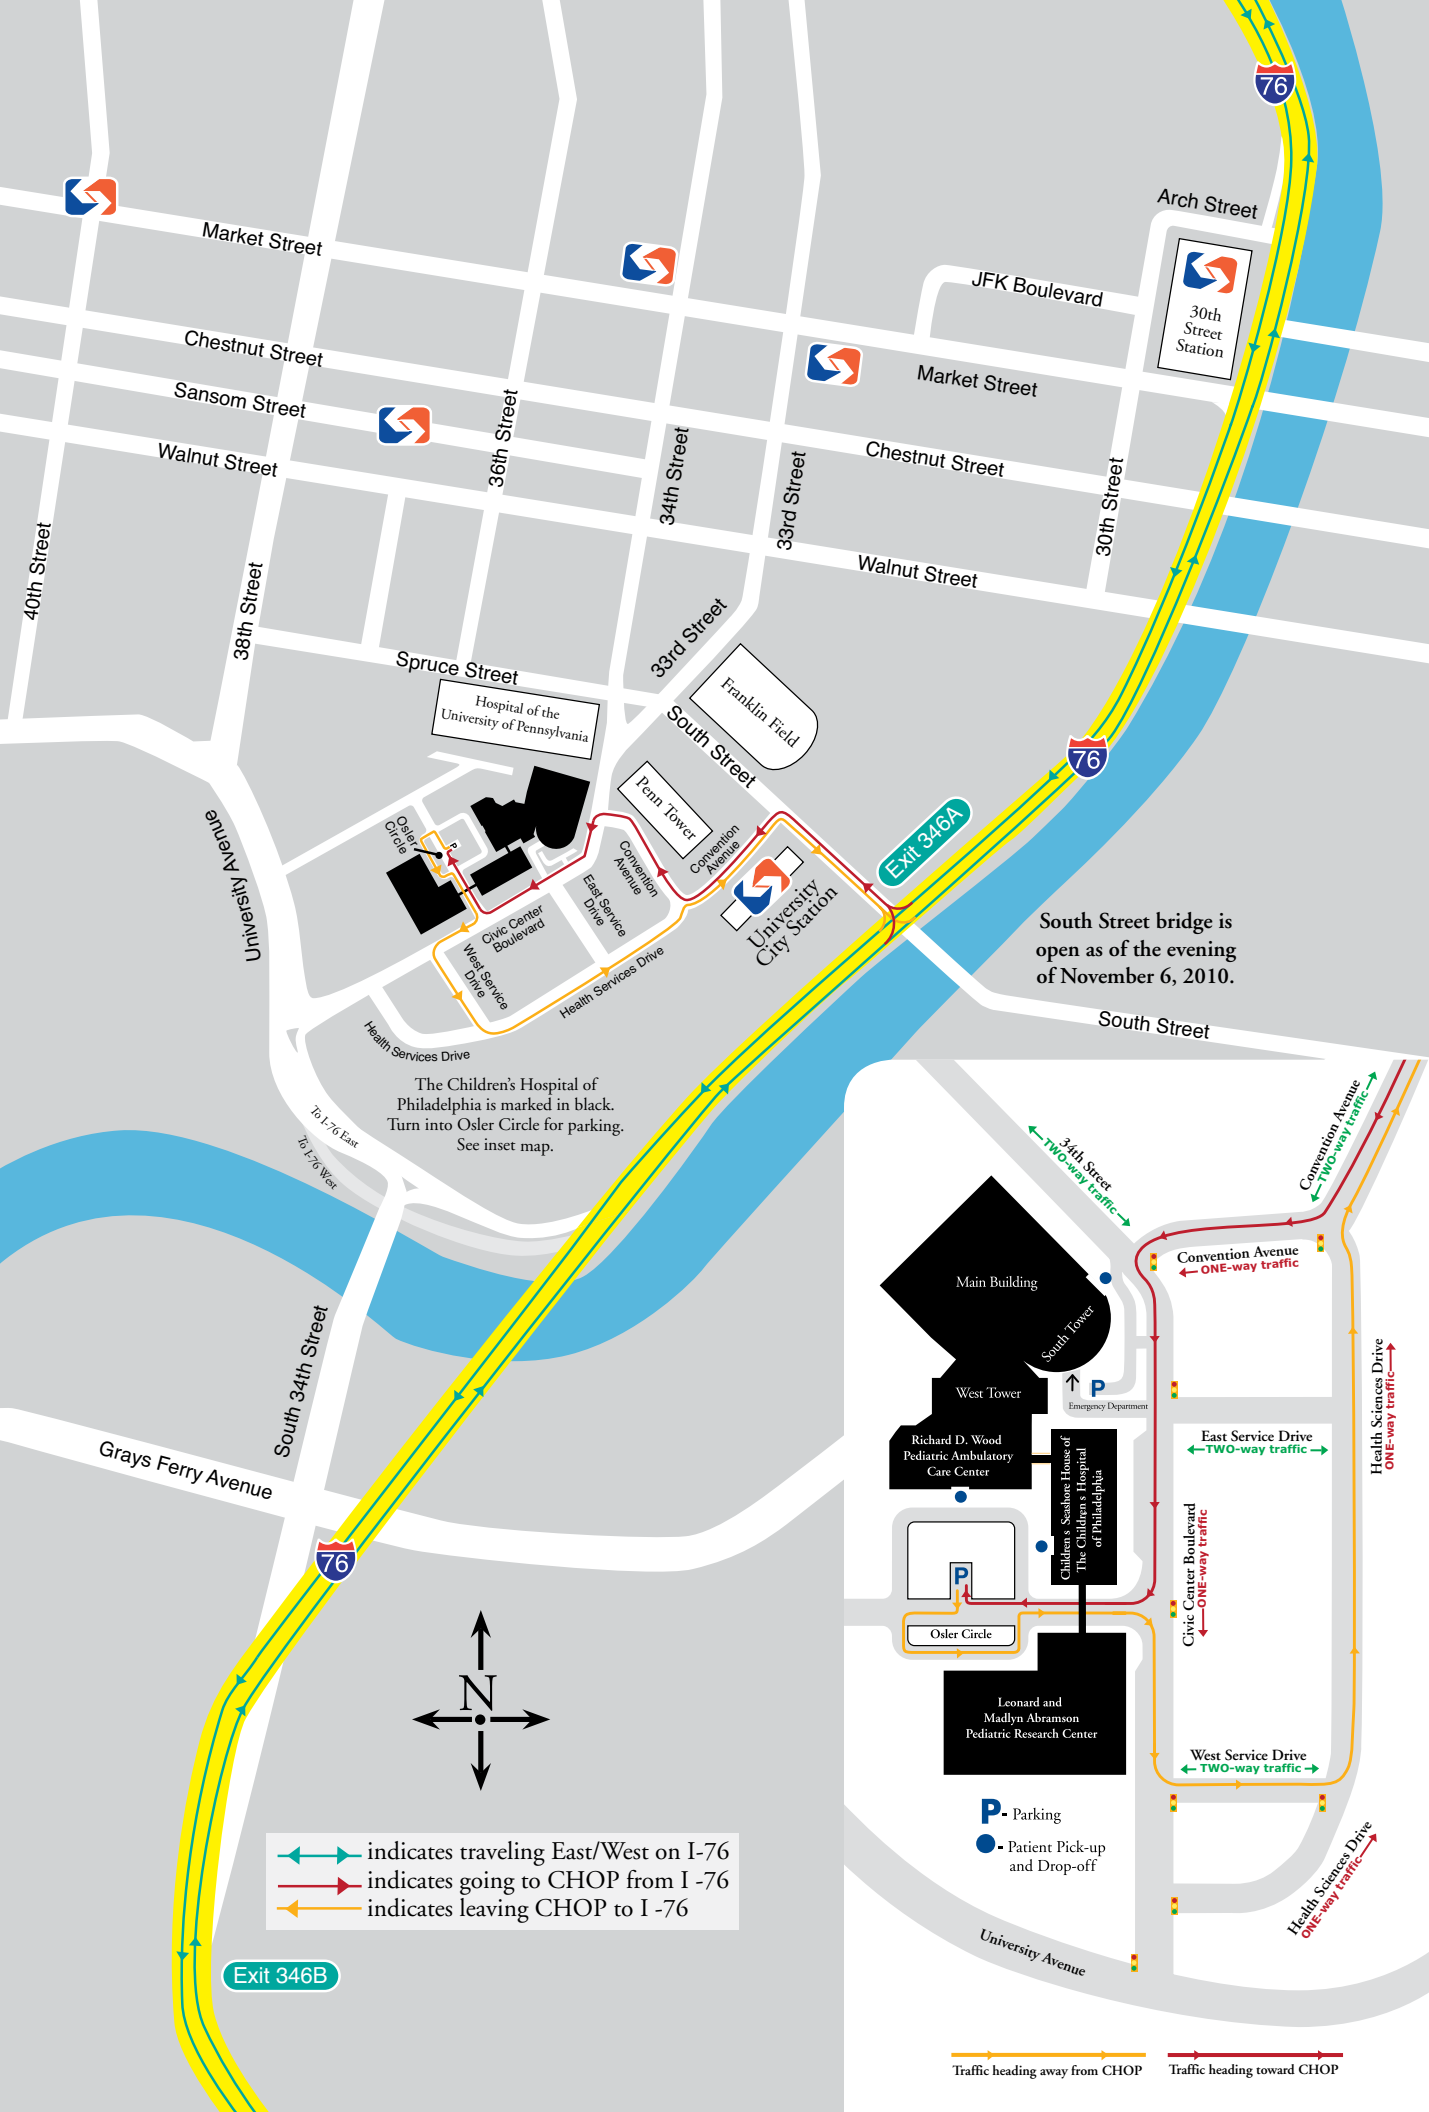 76
Arch Street
30th
Street
Station
JFK Boulevard
Market Street
Market Street
Chestnut Street
Sansom Street
Walnut Street
Chestnut Street
Walnut Street
36th Street
34th Street
33rd Street
30th Street
40th Street
38th Street
33rd Street
Spruce Street
Hospital of the
University of Pennsylvania
Franklin Field
South Street
Penn Tower
76
Exit 346A
Convention
Avenue
Convention
Avenue
University
City Station
Osler
Circle
P
University Avenue
East Service
Drive
Civic Center
Boulevard
West Service
Drive
Health Services Drive
Health Services Drive
South Street bridge is
open as of the evening
of November 6, 2010.
South Street
The Children's Hospital of
Philadelphia is marked in black.
Turn into Osler Circle for parking.
See inset map.
To I-76 East
To I-76 West
South 34th Street
Grays Ferry Avenue
76
N
indicates traveling East/West on I-76
indicates going to CHOP from I -76
indicates leaving CHOP to I -76
Exit 346B
34th Street
TWO-way traffic
Convention Avenue
TWO-way traffic
Convention Avenue
ONE-way traffic
Main Building
South Tower
West Tower
P
Emergency Department
Richard D. Wood
Pediatric Ambulatory
Care Center
Children s Seashore House of
The Children s Hospital
of Philadelphia
East Service Drive
TWO-way traffic
Health Sciences Drive
ONE-way traffic
Civic Center Boulevard
ONE-way traffic
P
Osler Circle
Leonard and
Madlyn Abramson
Pediatric Research Center
West Service Drive
TWO-way traffic
P - Parking
- Patient Pick-up
and Drop-off
Health Sciences Drive
ONE-way traffic
University Avenue
Traffic heading away from CHOP
Traffic heading toward CHOP